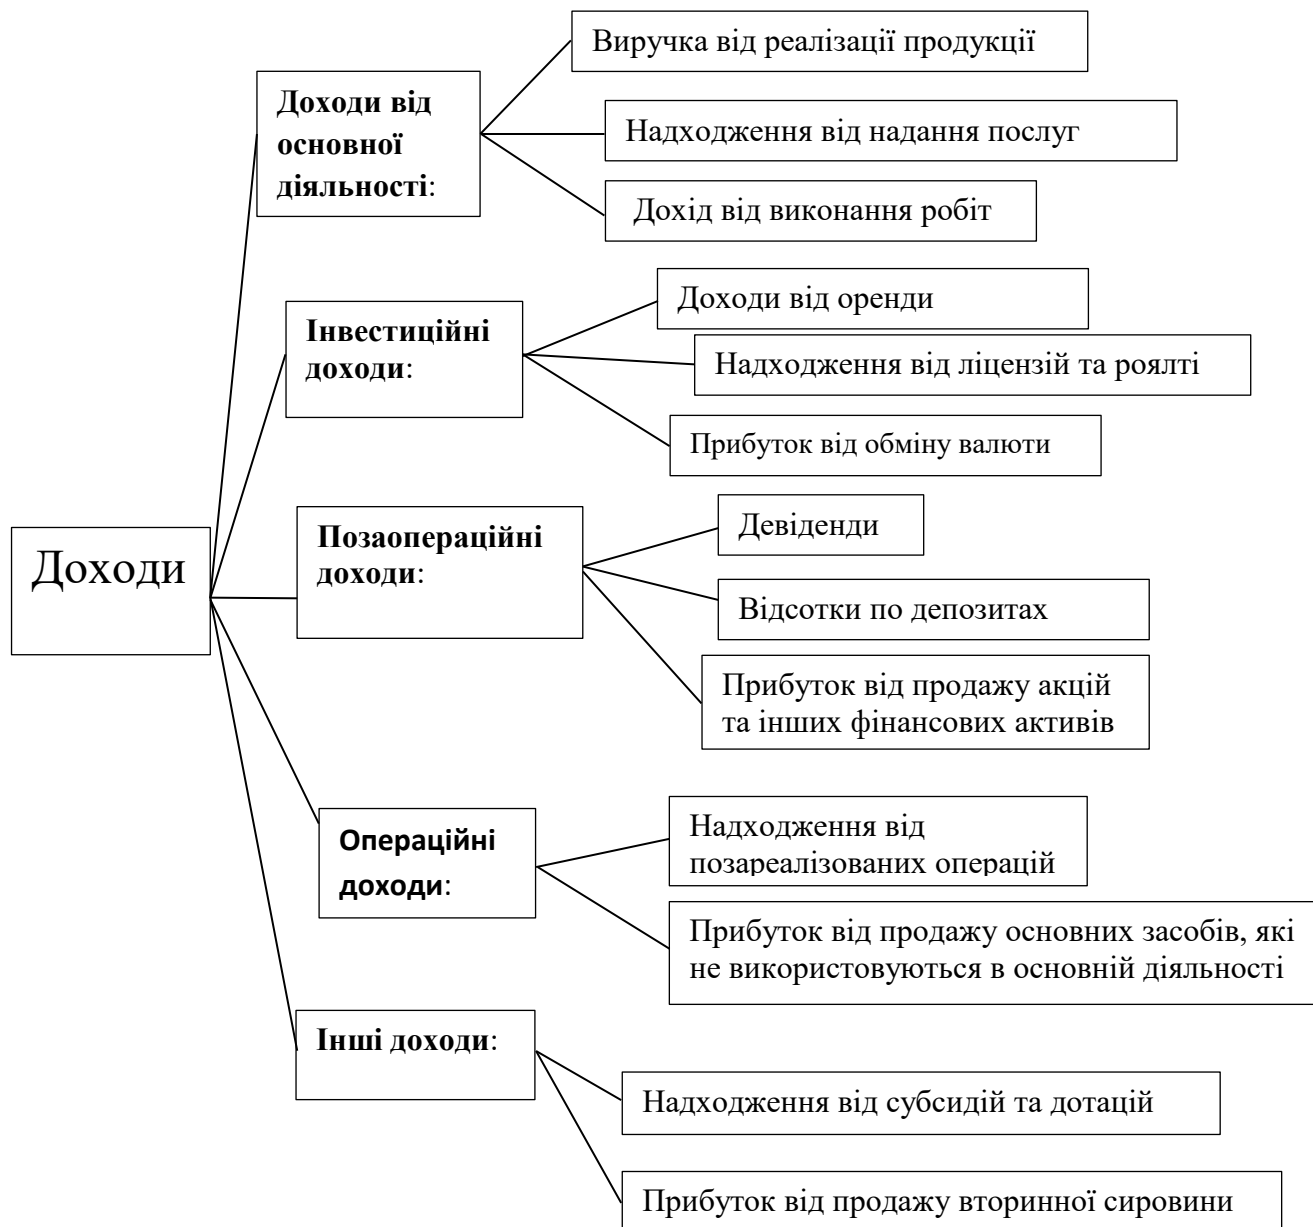 Доходи
Доходи від
основної
діяльності:
Виручка від реалізації продукції
Надходження від надання послуг
Дохід від виконання робіт
Інвестиційні
доходи:
Доходи від оренди
Надходження від ліцензій та роялті
Прибуток від обміну валюти
Позаопераційні
доходи:
Девіденди
Відсотки по депозитах
Прибуток від продажу акцій
та інших фінансових активів
Операційні
доходи:
Надходження від
позареалізованих операцій
Прибуток від продажу основних засобів, які
не використовуються в основній діяльності
Інші доходи:
Надходження від субсидій та дотацій
Прибуток від продажу вторинної сировини